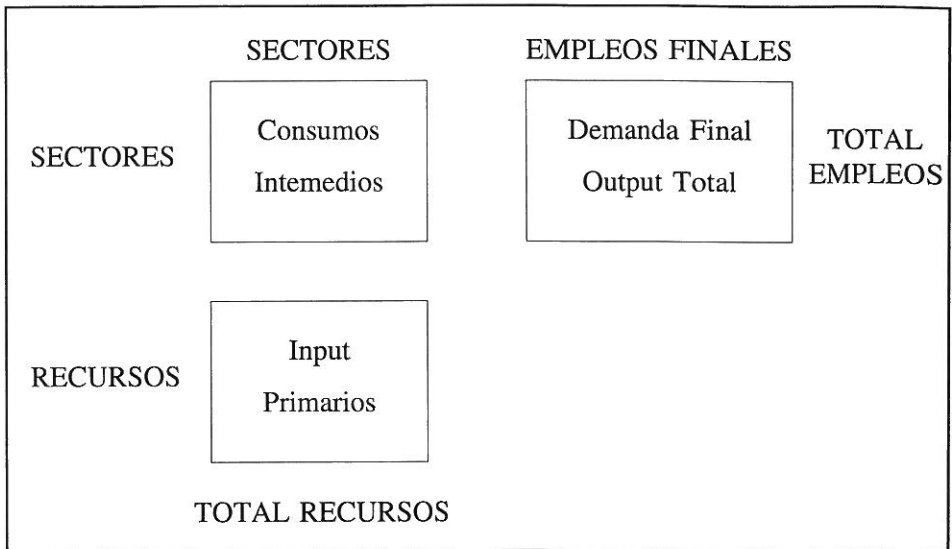 SECTORES
EMPLEOS FINALES
SECTORES
Consumos
Intemedios
Demanda Final
Output Total
TOTAL
EMPLEOS
RECURSOS
Input
Primarios
TOTAL RECURSOS